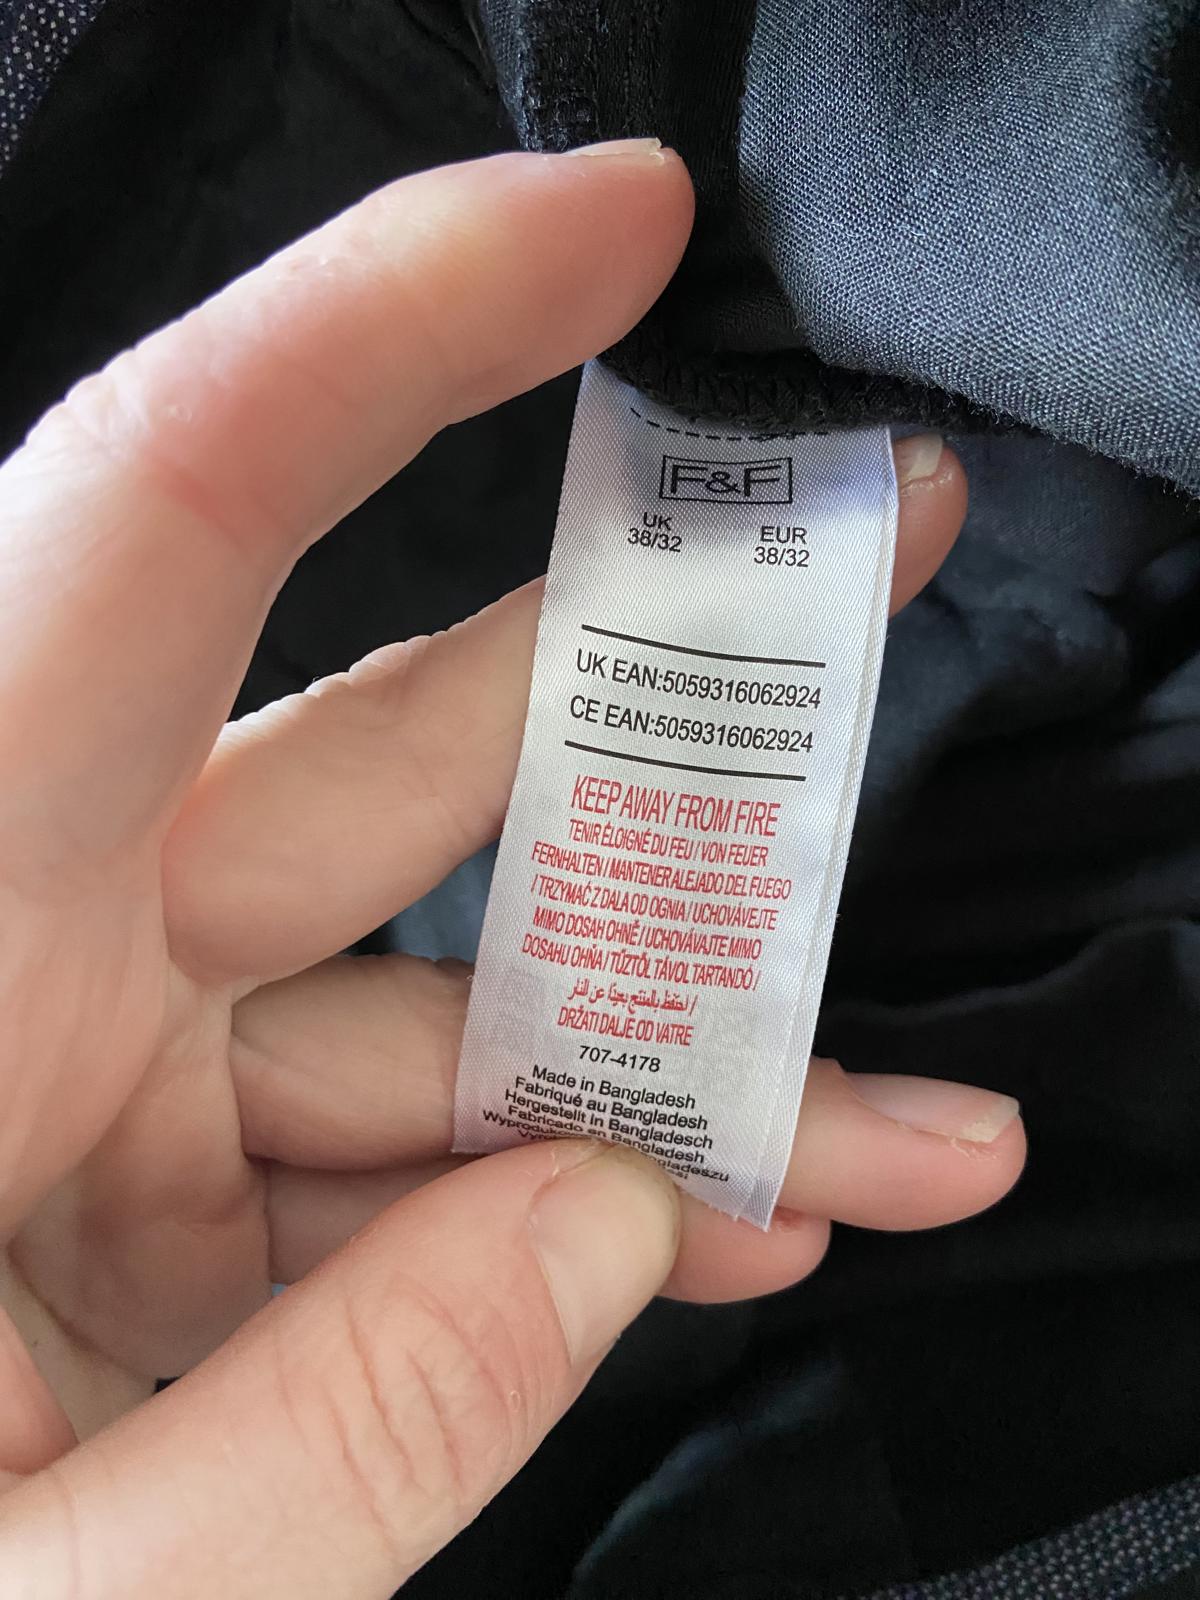 F&F
UK EUR
38/32 38/32
UK EAN:5059316062924
CE EAN:5059316062924
KEEP AWAY FROM FIRE
TENIR ÉLOIGNÉ DU FEU / VON FEUER
FERNHALTEN / MANTENER ALEJADO DEL FUEGO
/ TRZYMAĆ Z DALA OD OGNIA / UCHOVÁVEJTE
MIMO DOSAH OHNĚ / UCHOVÁVAJTE MIMO
DOSAHU OHŇA / TŰZTŐL TÁVOL TARTANDÓ /
/ احتفظ بالمنتج بعيدًا عن النار
DRŽATI DALJE OD VATRE
707-4178
Made in Bangladesh
Fabriqué au Bangladesh
Hergestellt in Bangladesch
Fabricado en Bangladesh